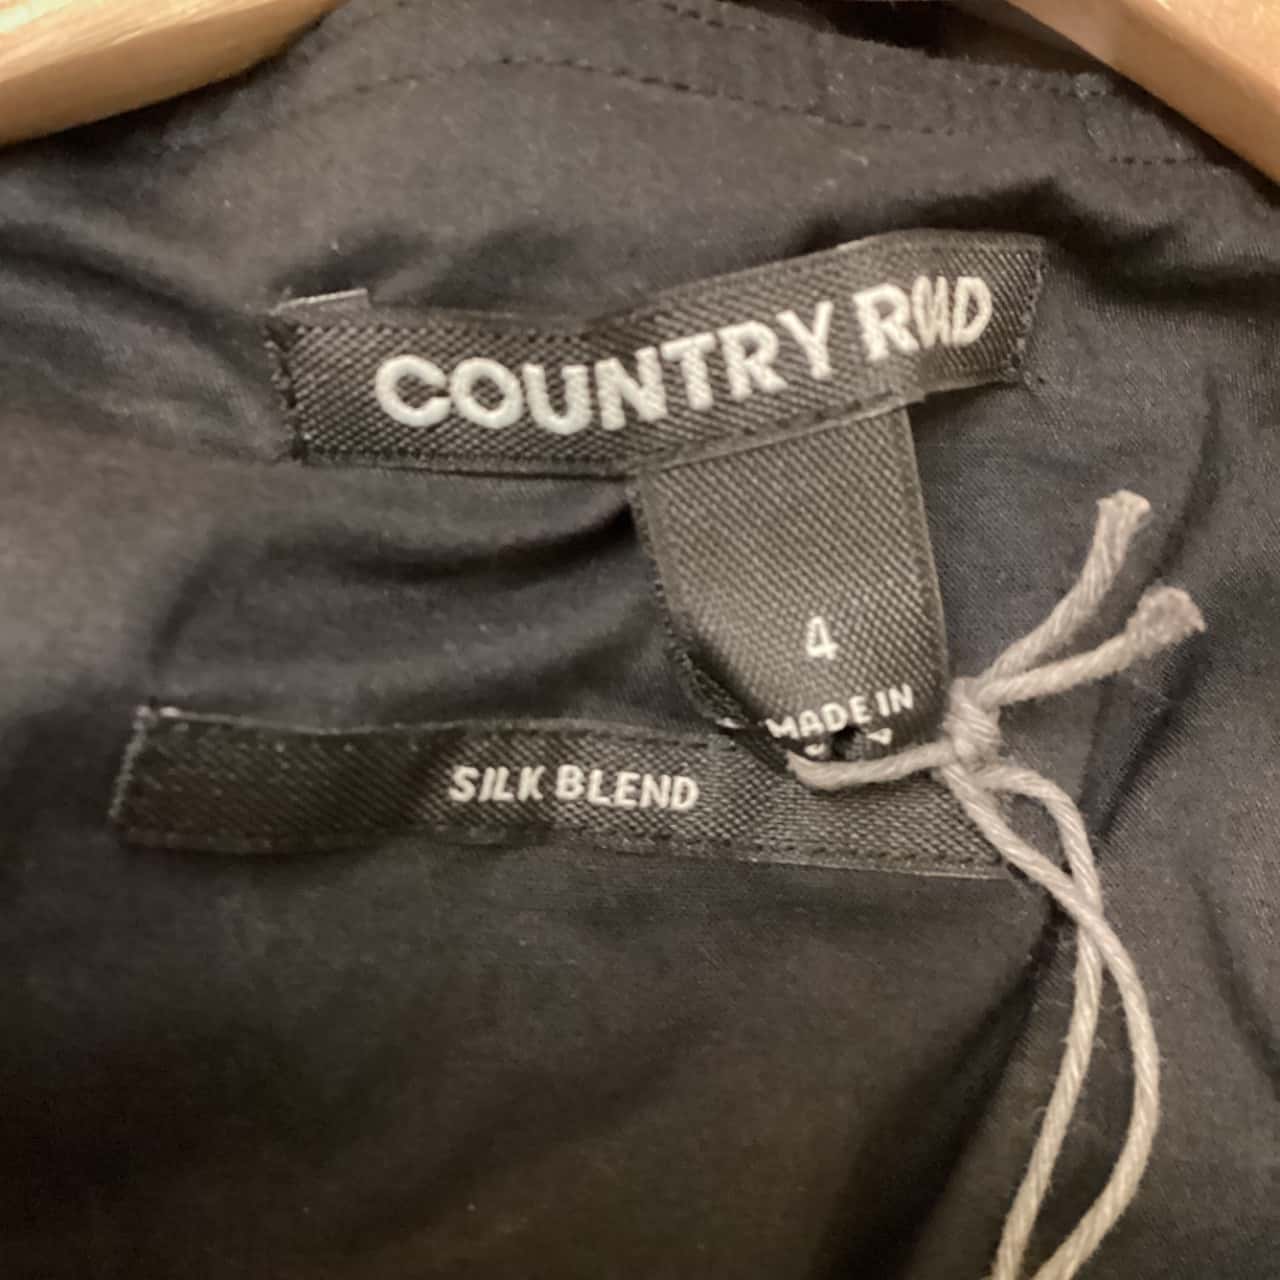 COUNTRY ROAD
4
MADE IN
SILK BLEND